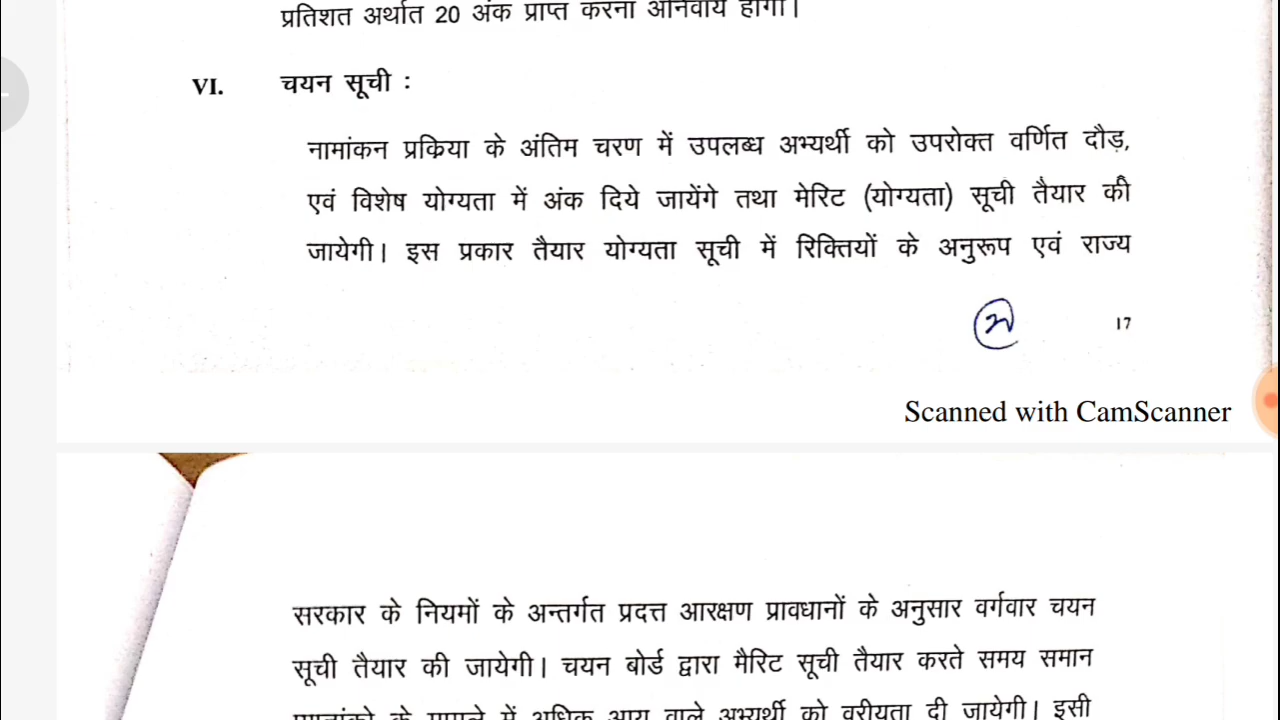 प्रतिशत अर्थात 20 अंक प्राप्त करना अनिवार्य होगा।
VI. चयन सूची :
नामांकन प्रक्रिया के अंतिम चरण में उपलब्ध अभ्यर्थी को उपरोक्त वर्णित दौड़,
एवं विशेष योग्यता में अंक दिये जायेंगे तथा मेरिट (योग्यता) सूची तैयार की
जायेगी। इस प्रकार तैयार योग्यता सूची में रिक्तियों के अनुरूप एवं राज्य
17
Scanned with CamScanner
सरकार के नियमों के अन्तर्गत प्रदत्त आरक्षण प्रावधानों के अनुसार वर्गवार चयन
सूची तैयार की जायेगी। चयन बोर्ड द्वारा मैरिट सूची तैयार करते समय समान
के मामले में अधिक आयु वाले अभ्यर्थी को वरीयता दी जायेगी। इसी